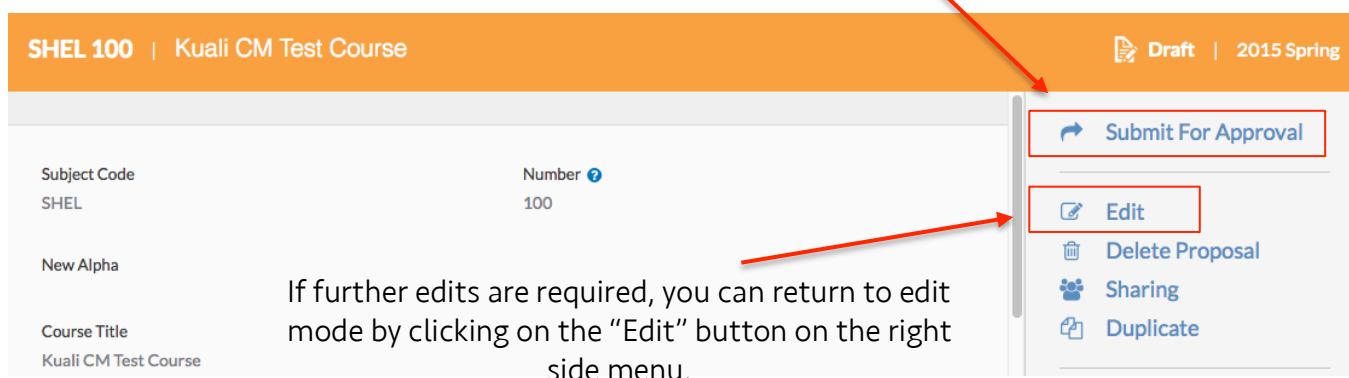 SHEL 100 | Kuali CM Test Course
Draft | 2015 Spring
Submit For Approval
Subject Code
Number
SHEL
100
Edit
Delete Proposal
New Alpha
If further edits are required, you can return to edit
Sharing
mode by clicking on the “Edit” button on the right
Course Title
Duplicate
Kuali CM Test Course
side menu.